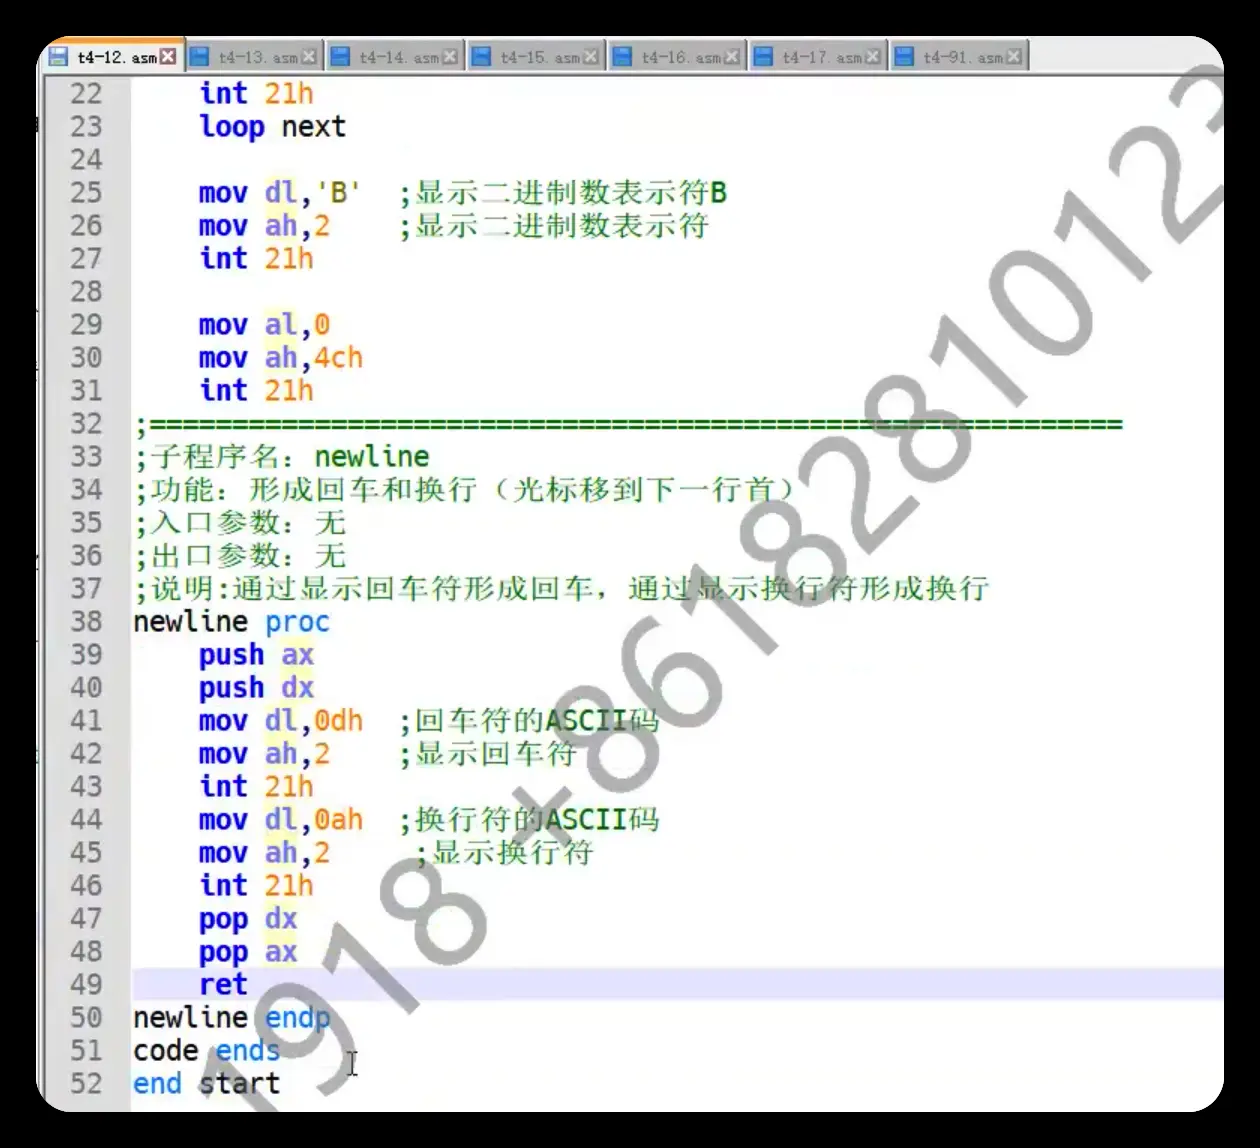 t4-12.asm t4-13.asm t4-14.asm t4-15.asm t4-16.asm t4-17.asm t4-91.asm
22 int 21h
23 loop next
24
25 mov dl,'B' ;显示二进制数表示符B
26 mov ah,2 ;显示二进制数表示符
27 int 21h
28
29 mov al,0
30 mov ah,4ch
31 int 21h
32 ;===========================================================
33 ;子程序名：newline
34 ;功能：形成回车和换行（光标移到下一行首）
35 ;入口参数：无
36 ;出口参数：无
37 ;说明:通过显示回车符形成回车，通过显示换行符形成换行
38 newline proc
39 push ax
40 push dx
41 mov dl,0dh ;回车符的ASCII码
42 mov ah,2 ;显示回车符
43 int 21h
44 mov dl,0ah ;换行符的ASCII码
45 mov ah,2 ;显示换行符
46 int 21h
47 pop dx
48 pop ax
49 ret
50 newline endp
51 code ends
52 end start
1918 +8618281012